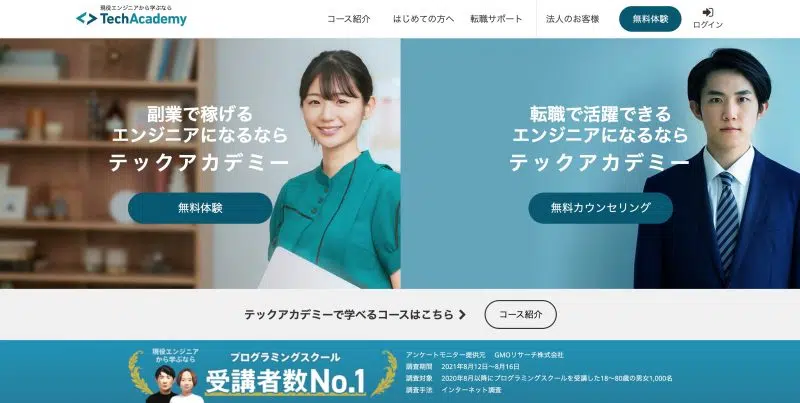 現役エンジニアから学ぶなら
TechAcademy
コース紹介
はじめての方へ
転職サポート
法人のお客様
無料体験
ログイン
副業で稼げる
エンジニアになるなら
テックアカデミー
無料体験
転職で活躍できる
エンジニアになるなら
テックアカデミー
無料カウンセリング
テックアカデミーで学べるコースはこちら
コース紹介
現役エンジニア
から学ぶなら
プログラミングスクール
受講者数No.1
アンケートモニター提供元 GMOリサーチ株式会社
調査期間 2021年8月12日〜8月16日
調査対象 2020年8月以降にプログラミングスクールを受講した18〜80歳の男女1,000名
調査手法 インターネット調査